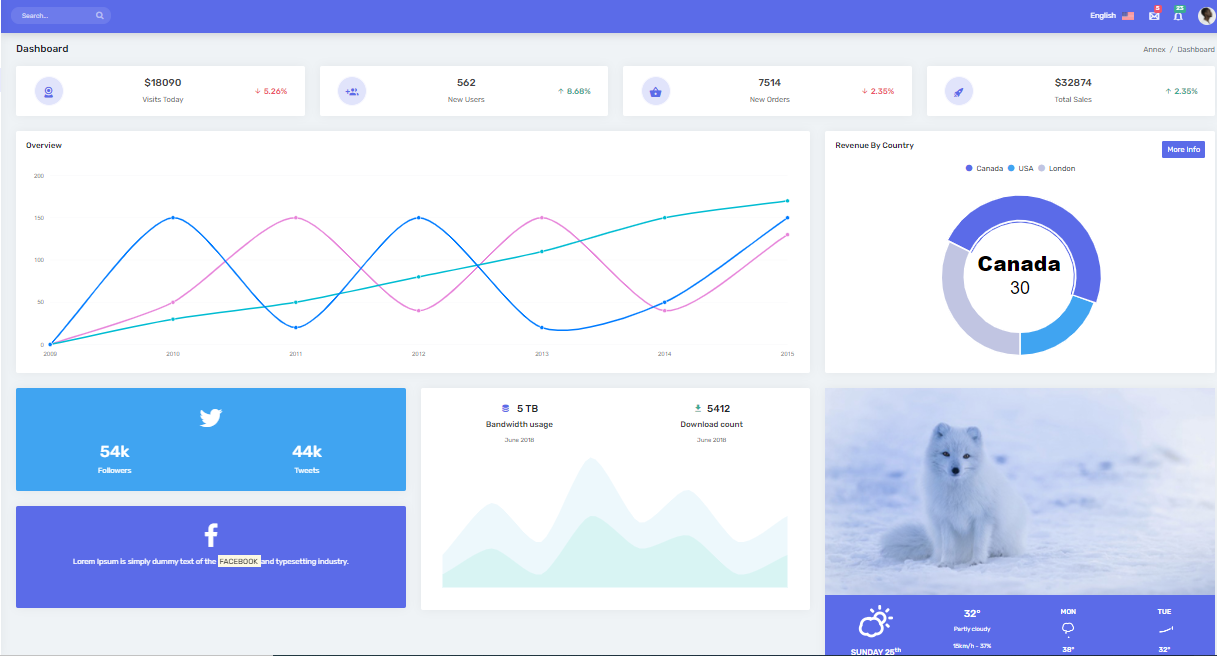 Search...
English
5
23
Dashboard
Annex / Dashboard
$18090
Visits Today
5.26%
562
New Users
8.68%
7514
New Orders
2.35%
$32874
Total Sales
2.35%
Overview
200
150
100
50
0
2009 2010 2011 2012 2013 2014 2015
Revenue By Country
More Info
Canada USA London
Canada
30
54k
Followers
44k
Tweets
Lorem Ipsum is simply dummy text of the FACEBOOK and typesetting industry.
5 TB
Bandwidth usage
June 2018
5412
Download count
June 2018
SUNDAY 25th
32°
Partly cloudy
15km/h - 37%
MON
38°
TUE
32°